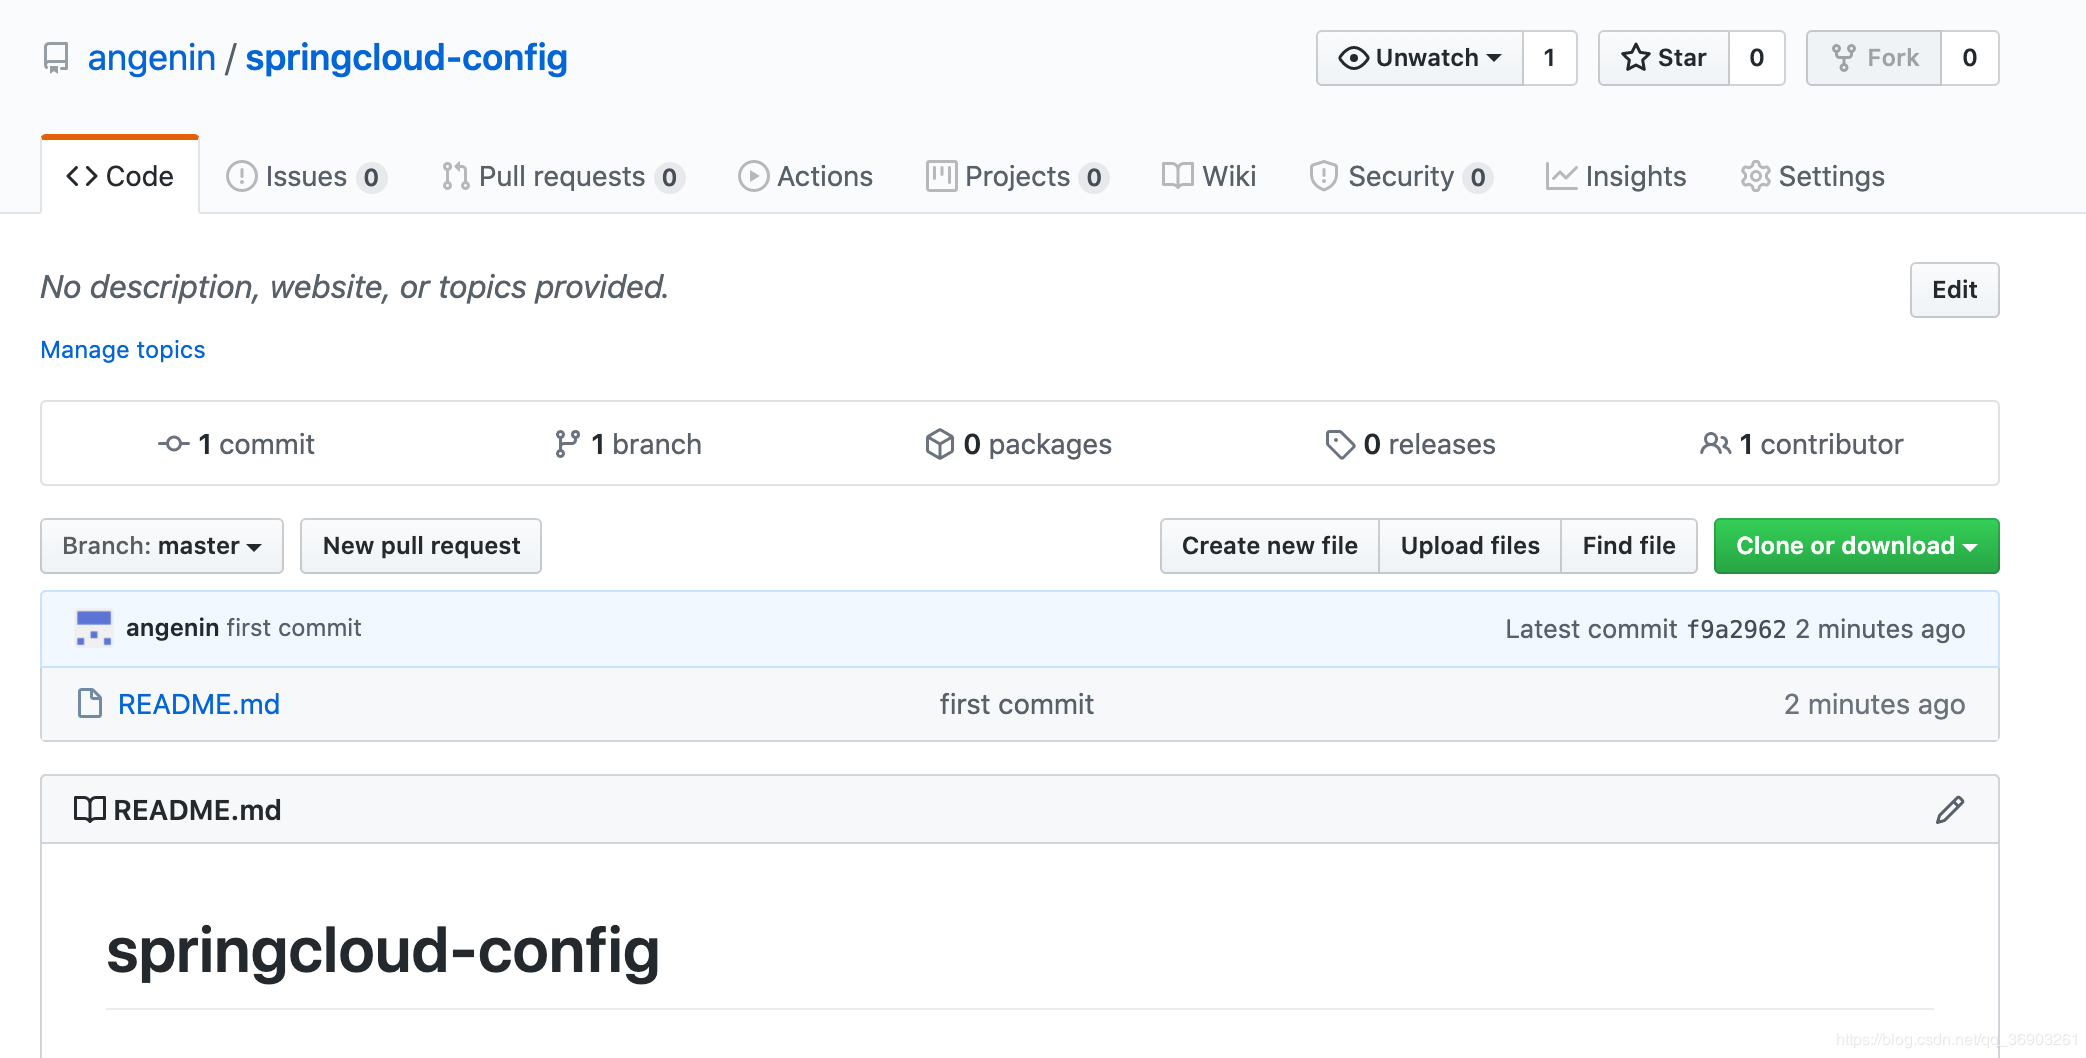 angenin / springcloud-config
Unwatch 1 Star 0 Fork 0
Code Issues 0 Pull requests 0 Actions Projects 0 Wiki Security 0 Insights Settings
No description, website, or topics provided.
Edit
Manage topics
1 commit 1 branch 0 packages 0 releases 1 contributor
Branch: master New pull request Create new file Upload files Find file Clone or download
angenin first commit Latest commit f9a2962 2 minutes ago
README.md first commit 2 minutes ago
README.md
springcloud-config
https://blog.csdn.net/qq_36903261